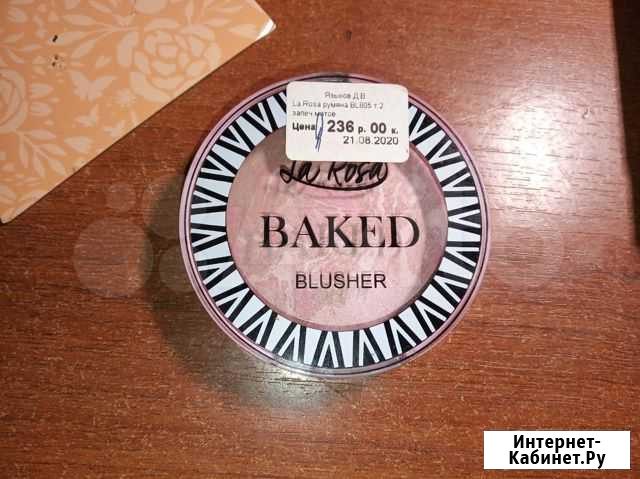 Языков Д.В.
La Rosa румяна BL805 т.2
запеч.матов
Цена 236 р. 00 к.
21.08.2020
La Rosa
BAKED
BLUSHER
Интернет-
Кабинет.Ру